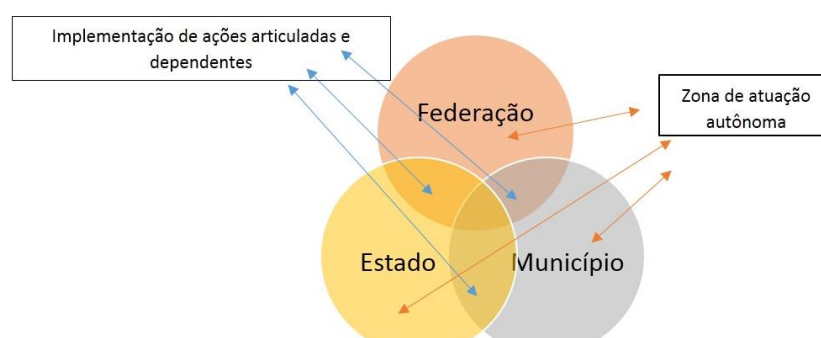 Implementação de ações articuladas e
dependentes
Federação
Zona de atuação
autônoma
Estado
Município